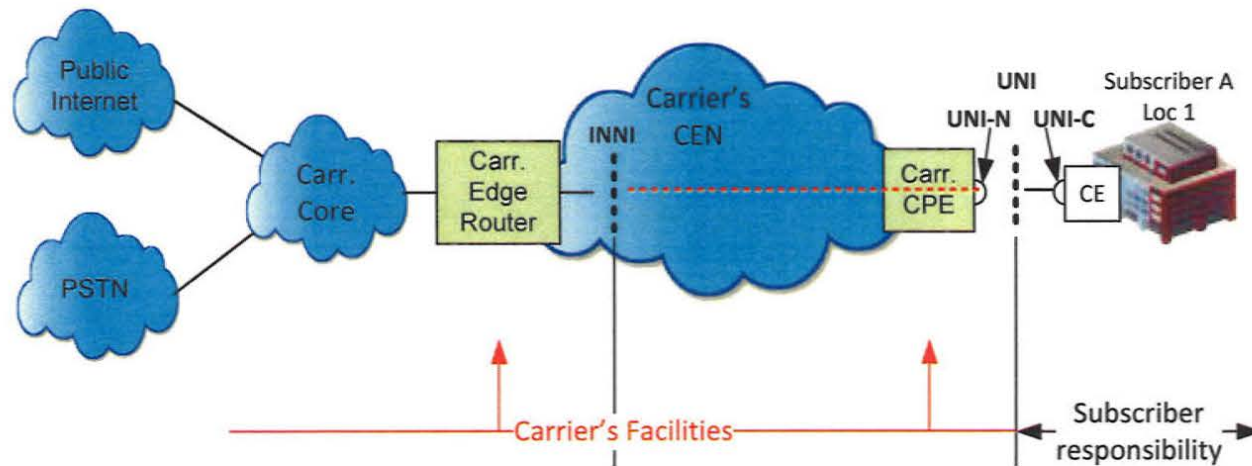 Public
Internet
PSTN
Carr.
Core
Carr.
Edge
Router
INNI
Carrier's
CEN
Carr.
CPE
UNI-N
UNI
UNI-C
CE
Subscriber A
Loc 1
Carrier's Facilities
Subscriber
responsibility